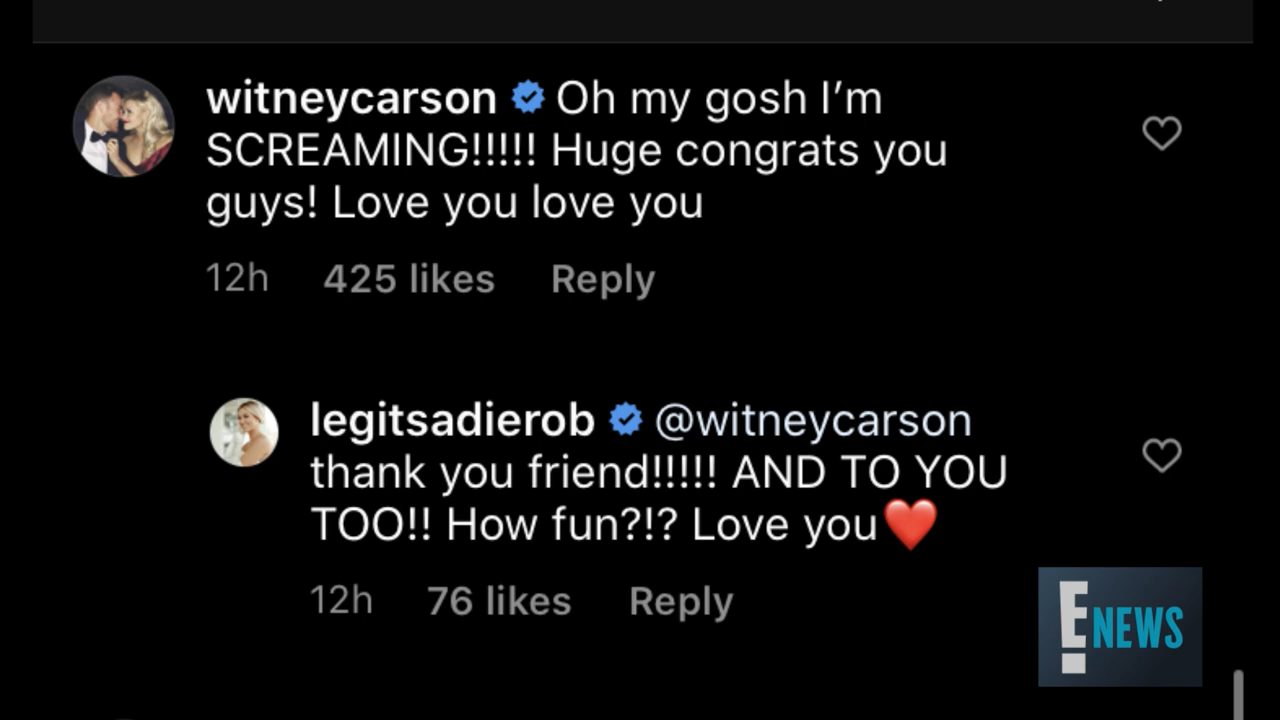 witneycarson Oh my gosh I’m
SCREAMING!!!!! Huge congrats you
guys! Love you love you
12h 425 likes Reply
legitsadierob @witneycarson
thank you friend!!!!! AND TO YOU
TOO!! How fun?!? Love you❤️
12h 76 likes Reply
E! NEWS